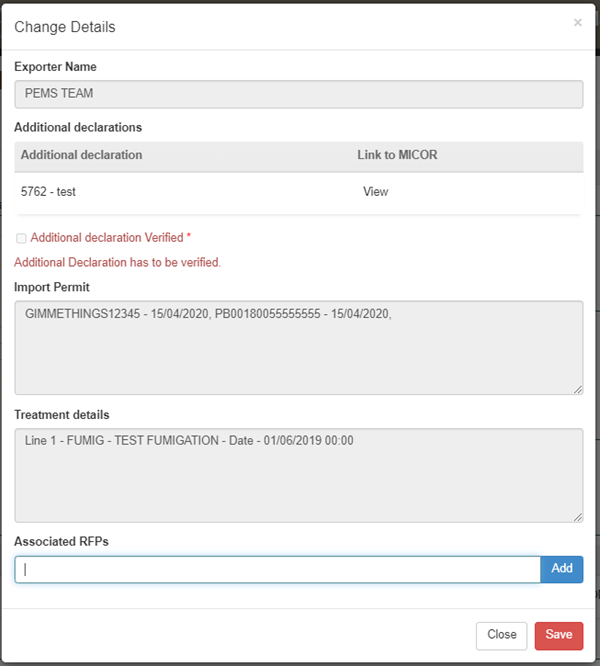 Change Details ×
Exporter Name
PEMS TEAM
Additional declarations
Additional declaration Link to MICOR
5762 - test View
Additional declaration Verified *
Additional Declaration has to be verified.
Import Permit
GIMMETHINGS12345 - 15/04/2020, PB00180055555555 - 15/04/2020,
Treatment details
Line 1 - FUMIG - TEST FUMIGATION - Date - 01/06/2019 00:00
Associated RFPs
Add
Close Save